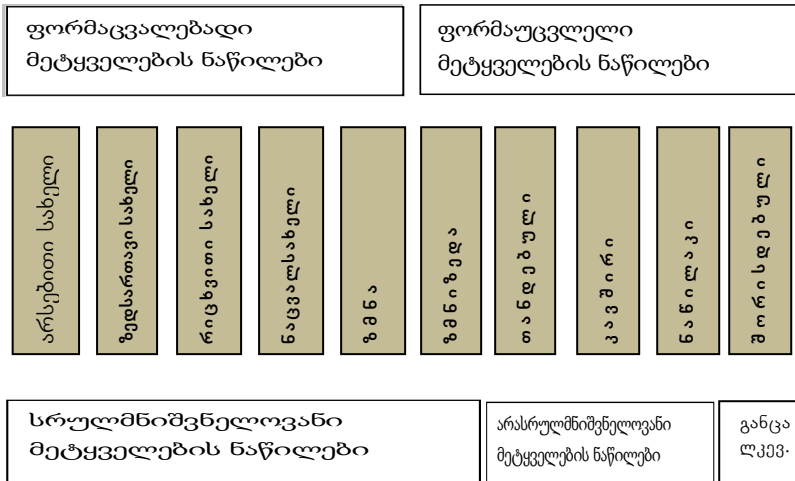 ფორმაცვალებადი
მეტყველების ნაწილები
ფორმაუცვლელი
მეტყველების ნაწილები
არსებითი სახელი
ზედსართავი სახელი
რიცხვითი სახელი
ნაცვალსახელი
ზმნა
ზმნიზედა
თანდებული
კავშირი
ნაწილაკი
შორისდებული
სრულმნიშვნელოვანი
მეტყველების ნაწილები
არასრულმნიშვნელოვანი
მეტყველების ნაწილები
განცა
ლკევ.